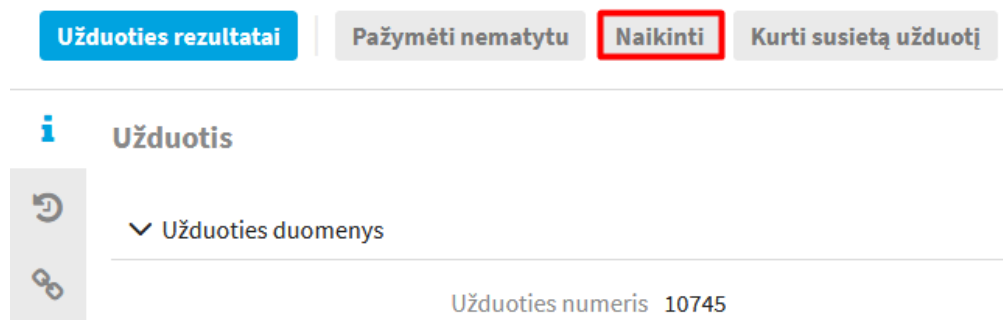 Užduoties rezultatai Pažymėti nematytu Naikinti Kurti susietą užduotį
Užduotis
Užduoties duomenys
Užduoties numeris 10745